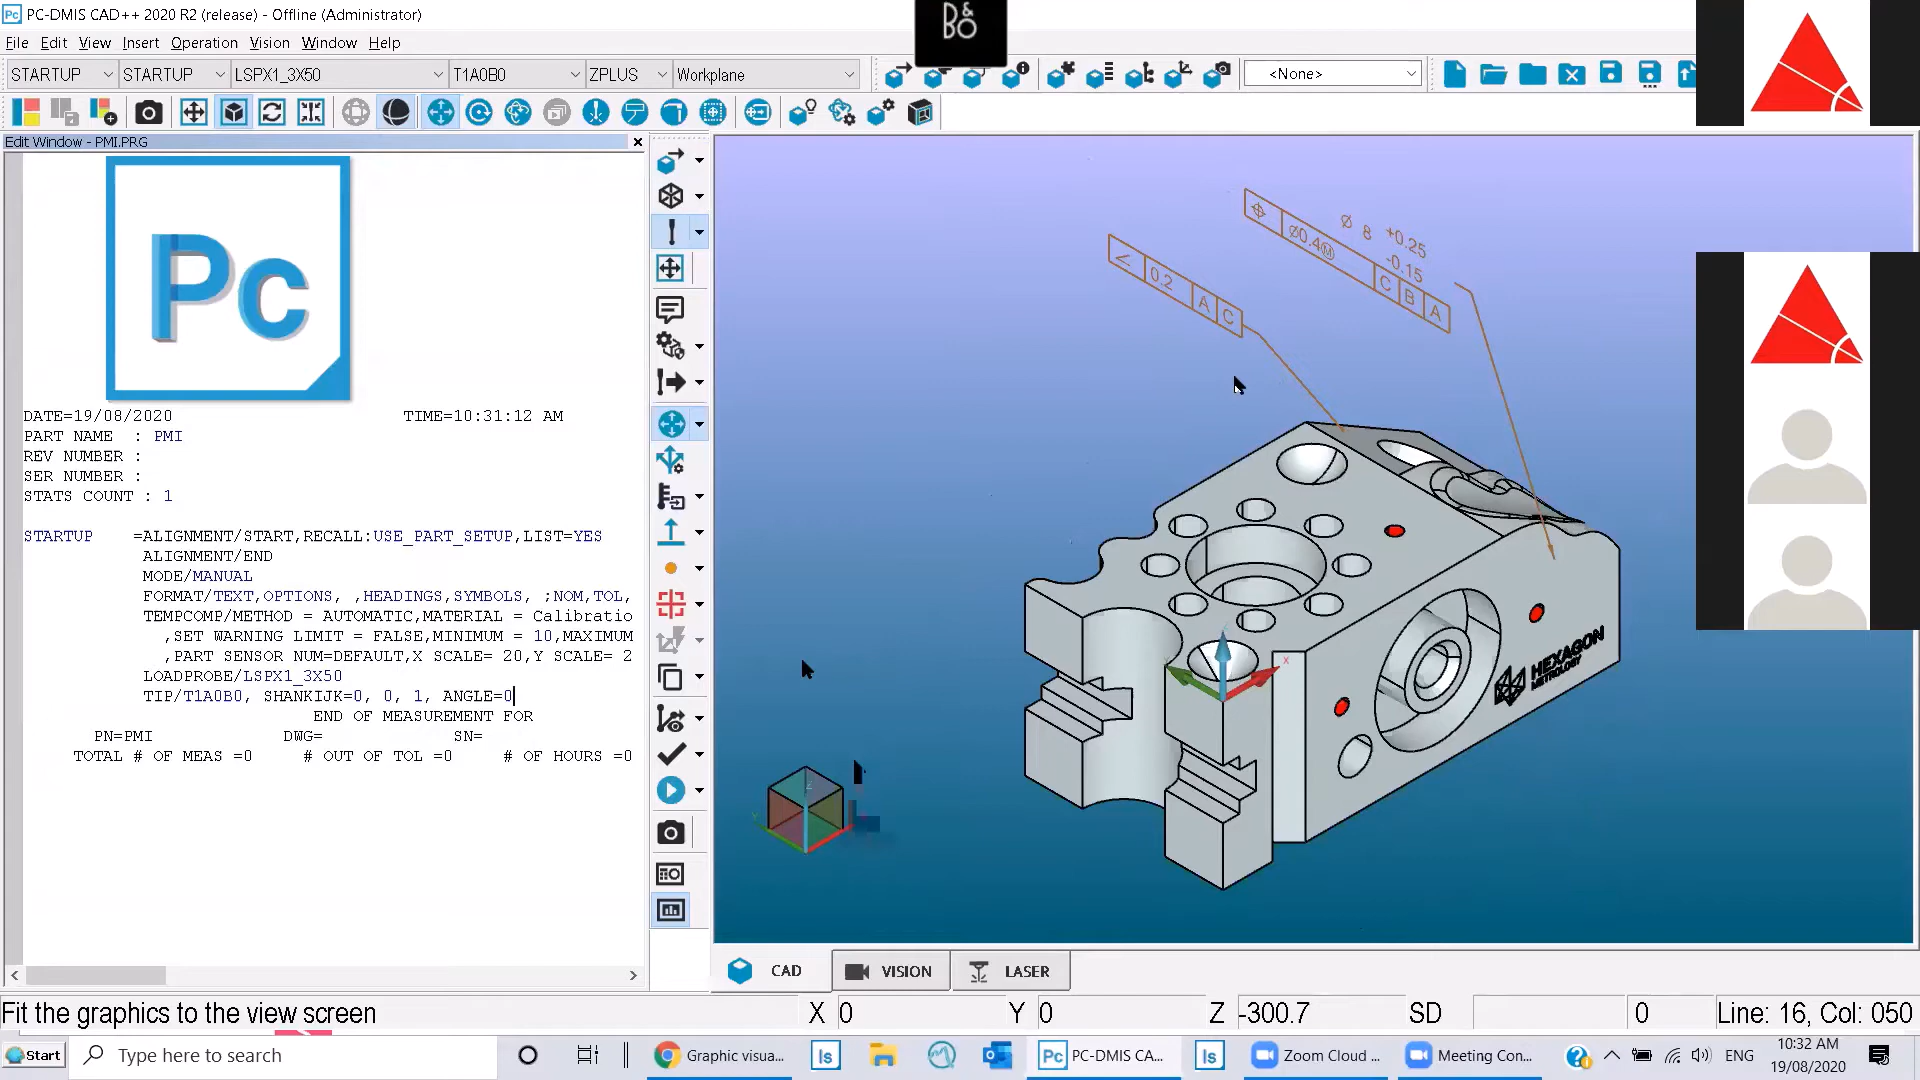 PC-DMIS CAD++ 2020 R2 (release) - Offline (Administrator)
B&O
File Edit View Insert Operation Vision Window Help
STARTUP STARTUP LSPX1_3X50 T1A0B0 ZPLUS Workplane <None>
Edit Window - PMI.PRG
Pc
DATE=19/08/2020 TIME=10:31:12 AM
PART NAME : PMI
REV NUMBER :
SER NUMBER :
STATS COUNT : 1
STARTUP =ALIGNMENT/START,RECALL:USE_PART_SETUP,LIST=YES
ALIGNMENT/END
MODE/MANUAL
FORMAT/TEXT,OPTIONS, ,HEADINGS,SYMBOLS, ;NOM,TOL,
TEMPCOMP/METHOD = AUTOMATIC,MATERIAL = Calibratio
,SET WARNING LIMIT = FALSE,MINIMUM = 10,MAXIMUM
,PART SENSOR NUM=DEFAULT,X SCALE= 20,Y SCALE= 2
LOADPROBE/LSPX1_3X50
TIP/T1A0B0, SHANKIJK=0, 0, 1, ANGLE=0
END OF MEASUREMENT FOR
PN=PMI DWG= SN=
TOTAL # OF MEAS =0 # OUT OF TOL =0 # OF HOURS =0
Ø 8 +0.25
-0.15
⌖ Ø0.4Ⓜ C B A
∠ 0.2 A C
X
Z
HEXAGON
METROLOGY
CAD VISION LASER
Fit the graphics to the view screen X 0 Y 0 Z -300.7 SD 0 Line: 16, Col: 050
Start Type here to search Graphic visua... Is Pc PC-DMIS CA... Is Zoom Cloud ... Meeting Con... ENG 10:32 AM
19/08/2020